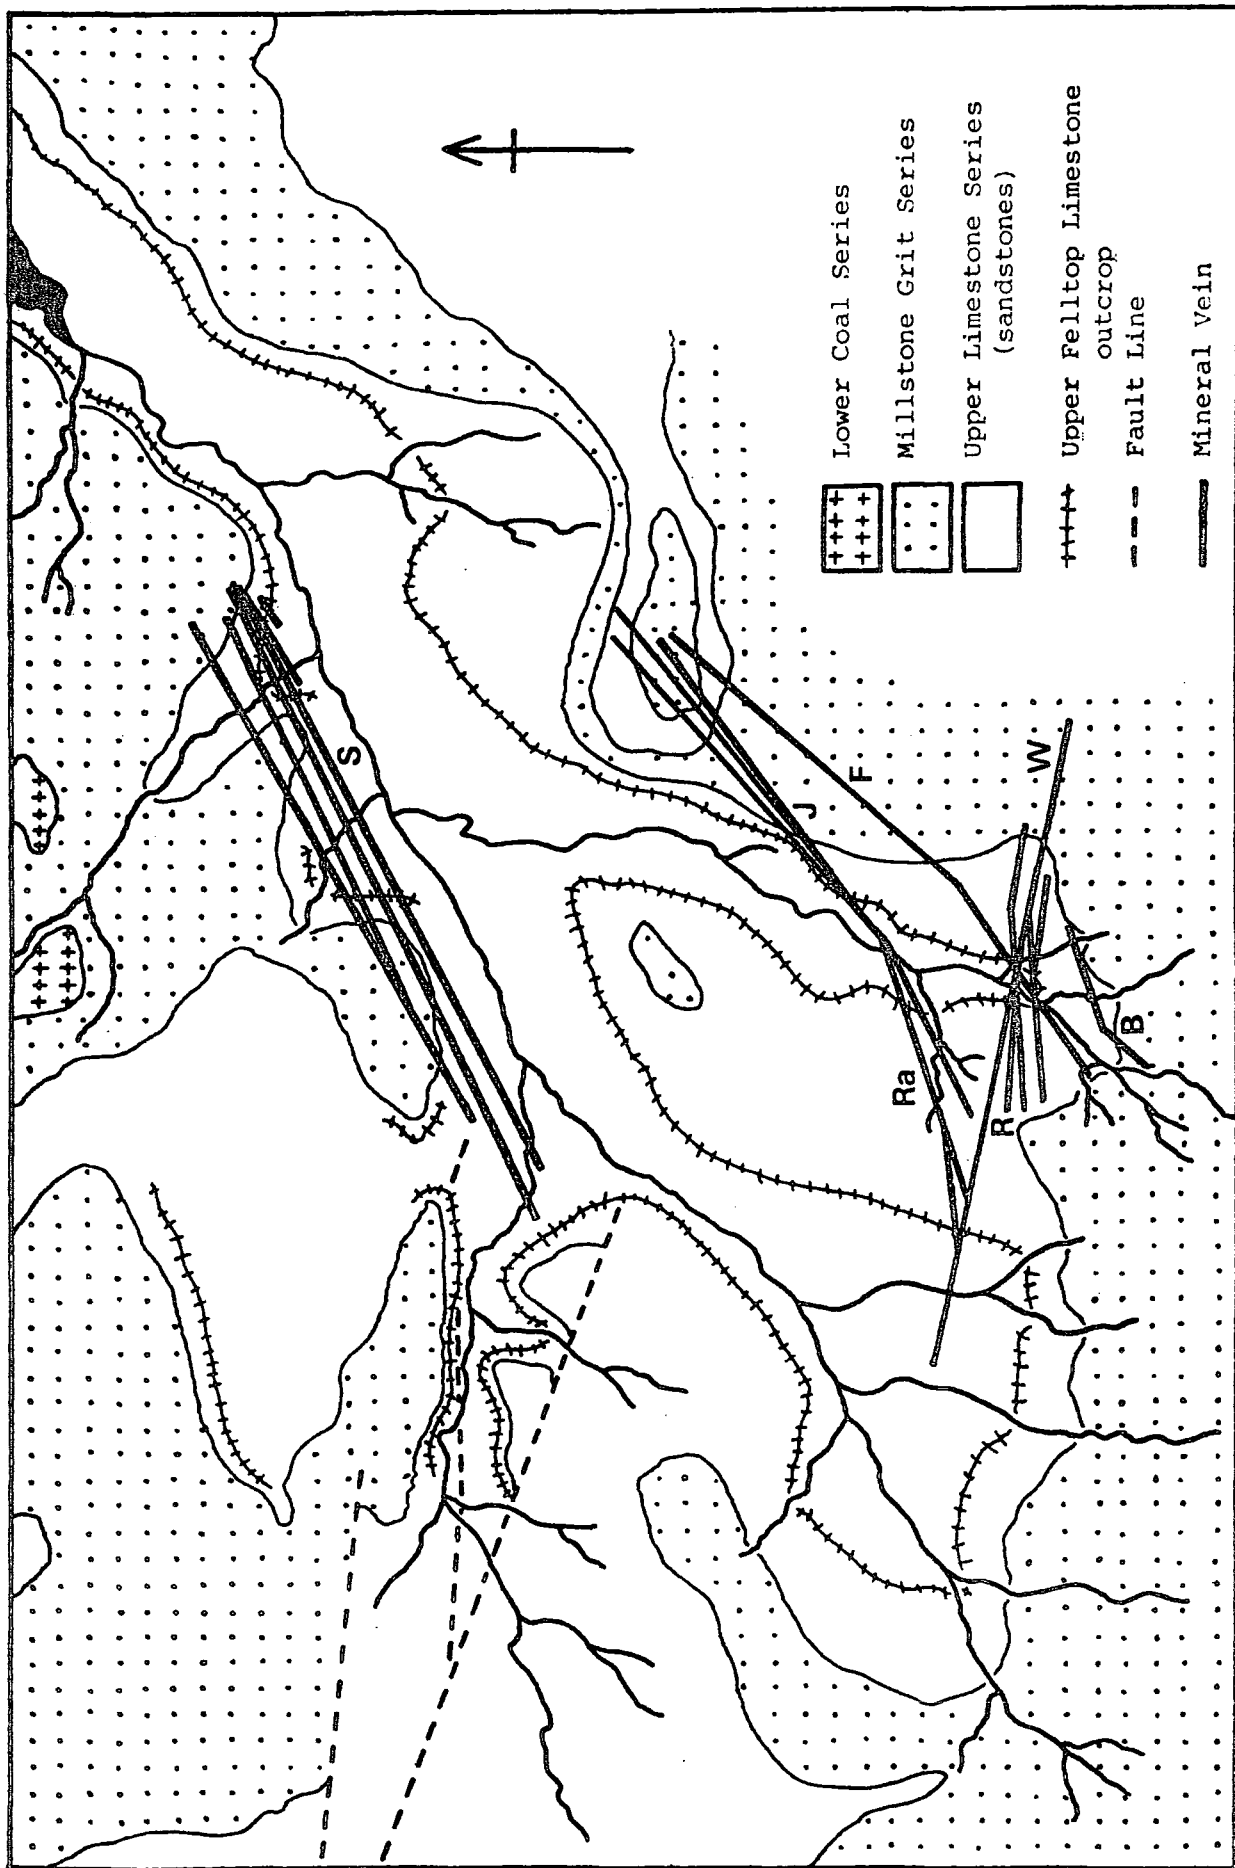 S
J
F
W
Ra
R
B
Lower Coal Series
Millstone Grit Series
Upper Limestone Series
(sandstones)
Upper Felltop Limestone
outcrop
Fault Line
Mineral Vein